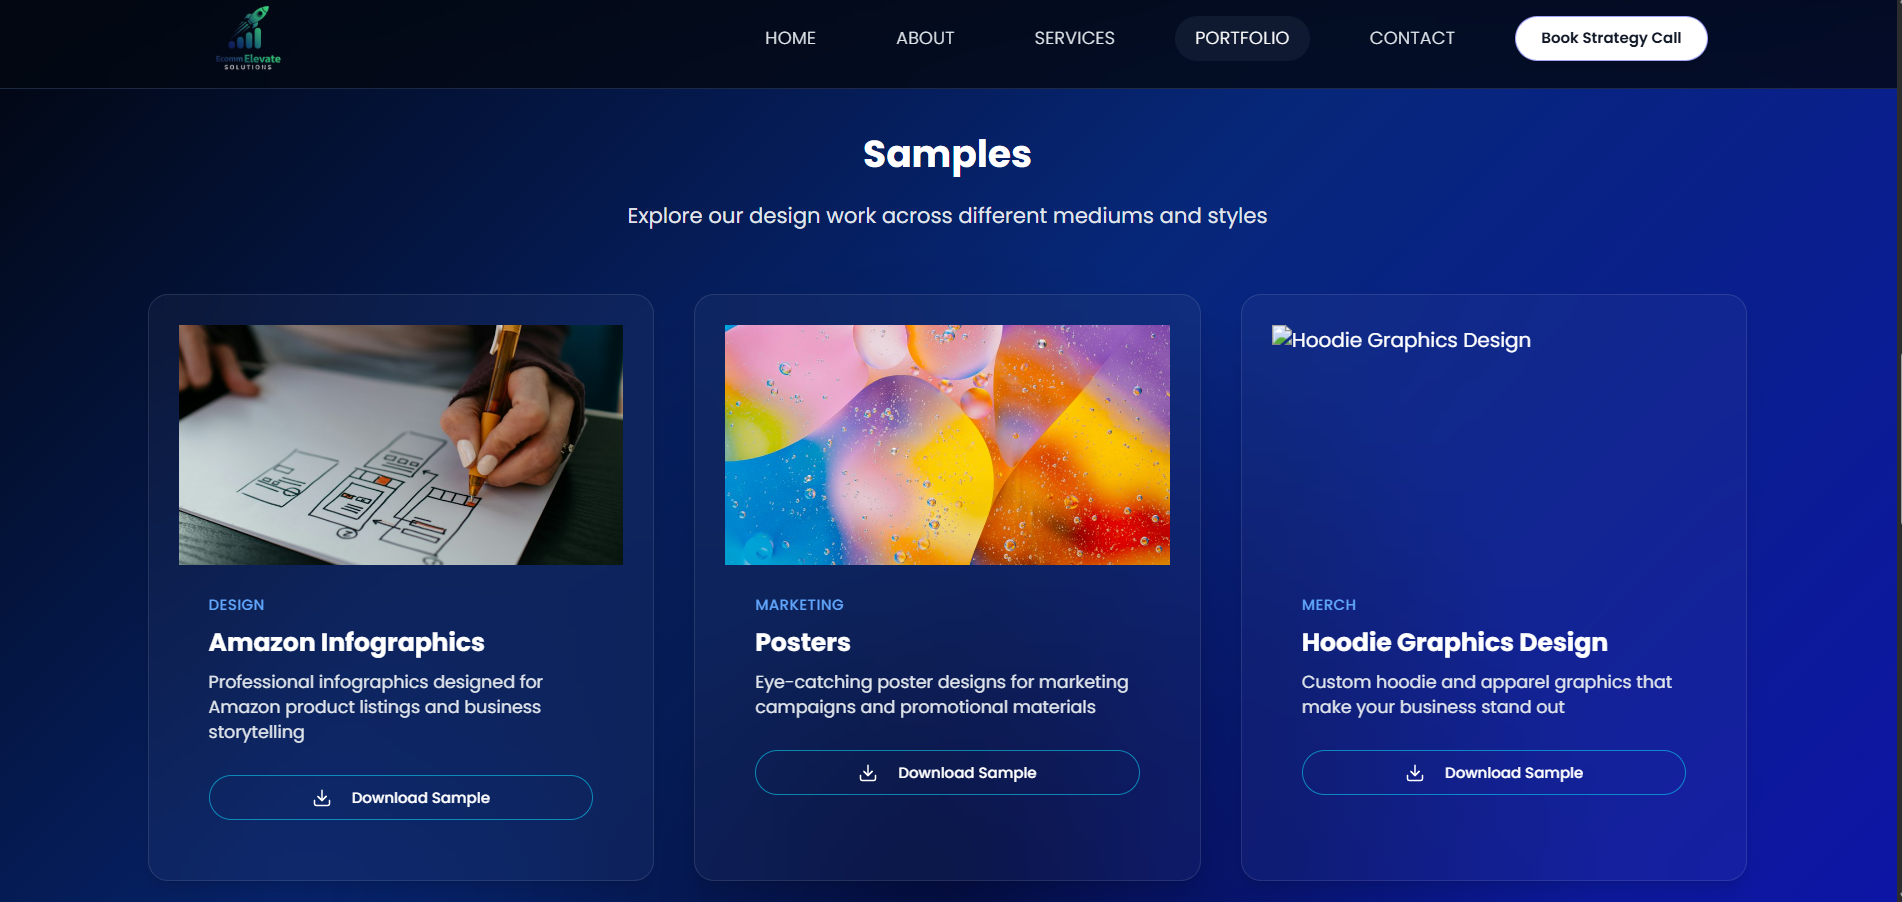 EcommElevate
SOLUTIONS
HOME
ABOUT
SERVICES
PORTFOLIO
CONTACT
Book Strategy Call
Samples
Explore our design work across different mediums and styles
DESIGN
Amazon Infographics
Professional infographics designed for
Amazon product listings and business
storytelling
Download Sample
MARKETING
Posters
Eye-catching poster designs for marketing
campaigns and promotional materials
Download Sample
Hoodie Graphics Design
MERCH
Hoodie Graphics Design
Custom hoodie and apparel graphics that
make your business stand out
Download Sample